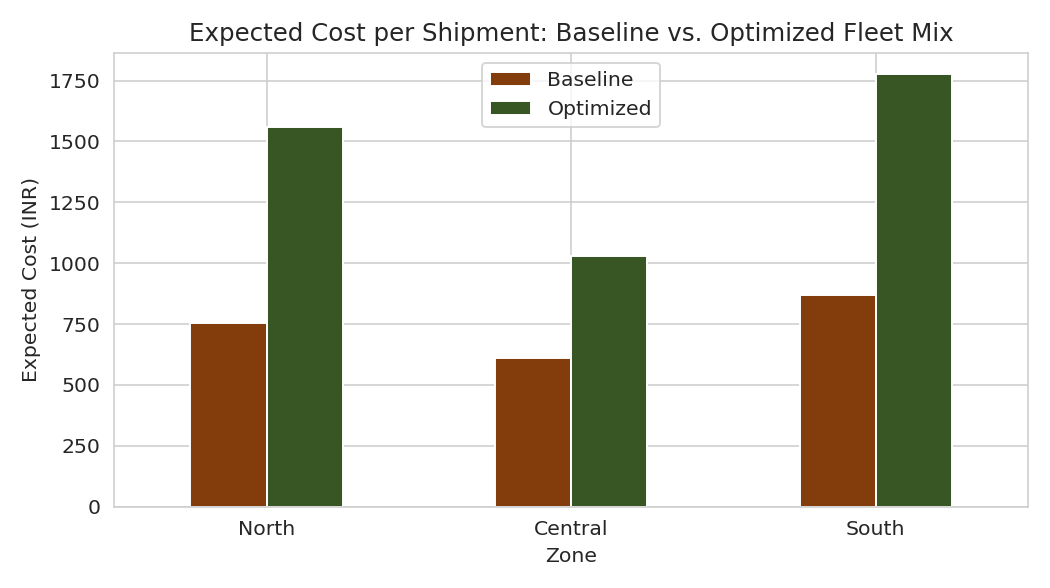 Expected Cost per Shipment: Baseline vs. Optimized Fleet Mix
Baseline
Optimized
Expected Cost (INR)
1750
1500
1250
1000
750
500
250
0
North
Central
South
Zone